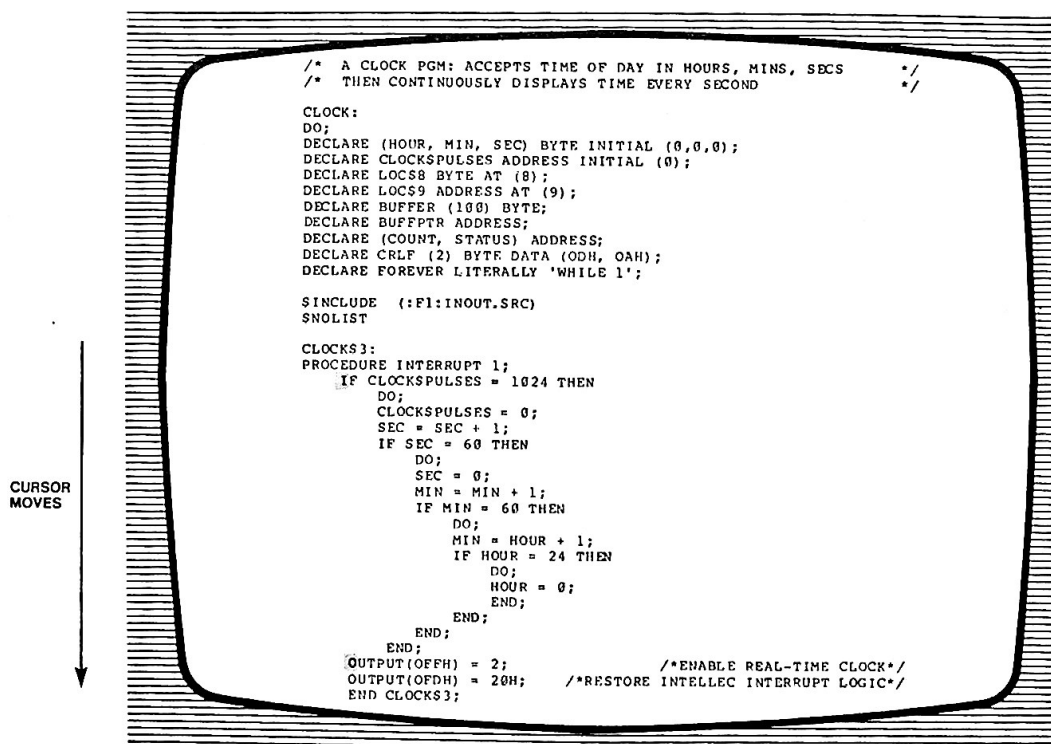 /*  A CLOCK PGM: ACCEPTS TIME OF DAY IN HOURS, MINS, SECS     */
/*  THEN CONTINUOUSLY DISPLAYS TIME EVERY SECOND              */
CLOCK:
DO;
DECLARE (HOUR, MIN, SEC) BYTE INITIAL (0,0,0);
DECLARE CLOCK$PULSES ADDRESS INITIAL (0);
DECLARE LOC$8 BYTE AT (8);
DECLARE LOC$9 ADDRESS AT (9);
DECLARE BUFFER (100) BYTE;
DECLARE BUFFPTR ADDRESS;
DECLARE (COUNT, STATUS) ADDRESS;
DECLARE CRLF (2) BYTE DATA (ODH, OAH);
DECLARE FOREVER LITERALLY 'WHILE 1';
$INCLUDE  (:F1:INOUT.SRC)
$NOLIST
CLOCK$3:
PROCEDURE INTERRUPT 1;
IF CLOCK$PULSES = 1024 THEN
DO;
CLOCK$PULSES = 0;
SEC = SEC + 1;
IF SEC = 60 THEN
DO;
SEC = 0;
MIN = MIN + 1;
IF MIN = 60 THEN
DO;
MIN = HOUR + 1;
IF HOUR = 24 THEN
DO;
HOUR = 0;
END;
END;
END;
END;
OUTPUT(OFFH) = 2;          /*ENABLE REAL-TIME CLOCK*/
OUTPUT(OFDH) = 20H;   /*RESTORE INTELLEC INTERRUPT LOGIC*/
END CLOCK$3;
CURSOR
MOVES